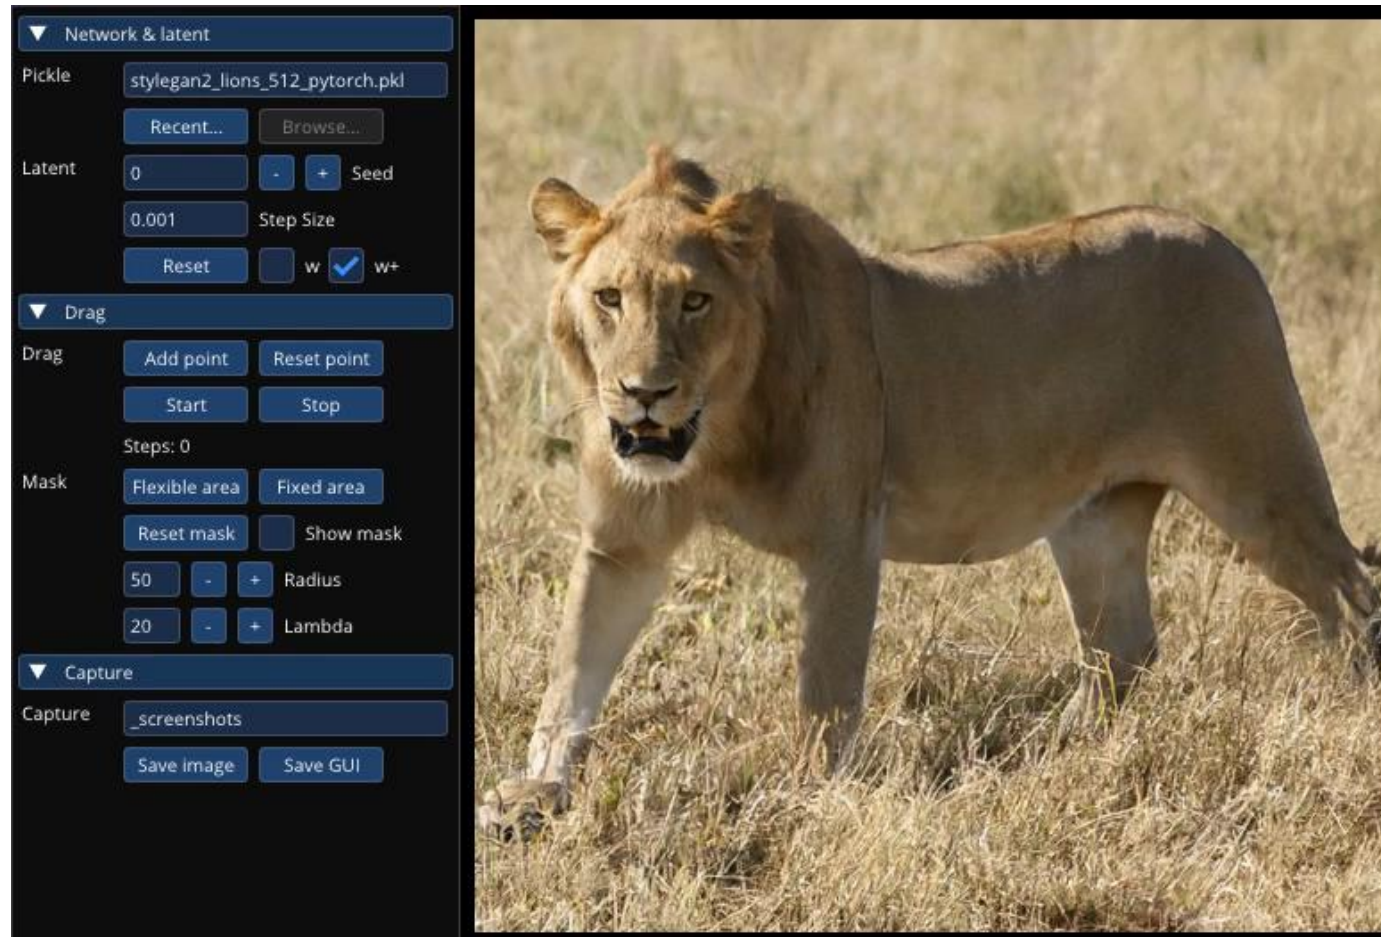 Network & latent
Pickle stylegan2_lions_512_pytorch.pkl
Recent... Browse...
Latent 0 - + Seed
0.001 Step Size
Reset w w+
Drag
Drag Add point Reset point
Start Stop
Steps: 0
Mask Flexible area Fixed area
Reset mask Show mask
50 - + Radius
20 - + Lambda
Capture
Capture _screenshots
Save image Save GUI